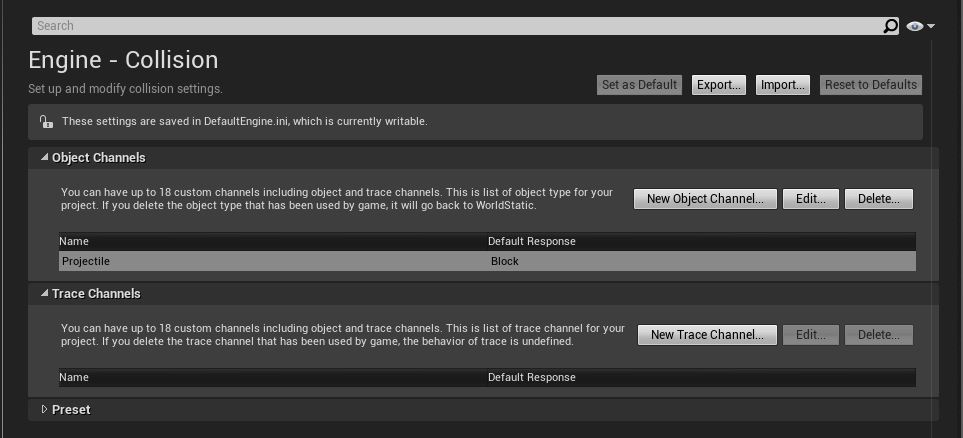 Search
Engine - Collision
Set up and modify collision settings.
Set as Default Export... Import... Reset to Defaults
These settings are saved in DefaultEngine.ini, which is currently writable.
Object Channels
You can have up to 18 custom channels including object and trace channels. This is list of object type for your
project. If you delete the object type that has been used by game, it will go back to WorldStatic.
New Object Channel... Edit... Delete...
Name Default Response
Projectile Block
Trace Channels
You can have up to 18 custom channels including object and trace channels. This is list of trace channel for your
project. If you delete the trace channel that has been used by game, the behavior of trace is undefined.
New Trace Channel... Edit... Delete...
Name Default Response
Preset